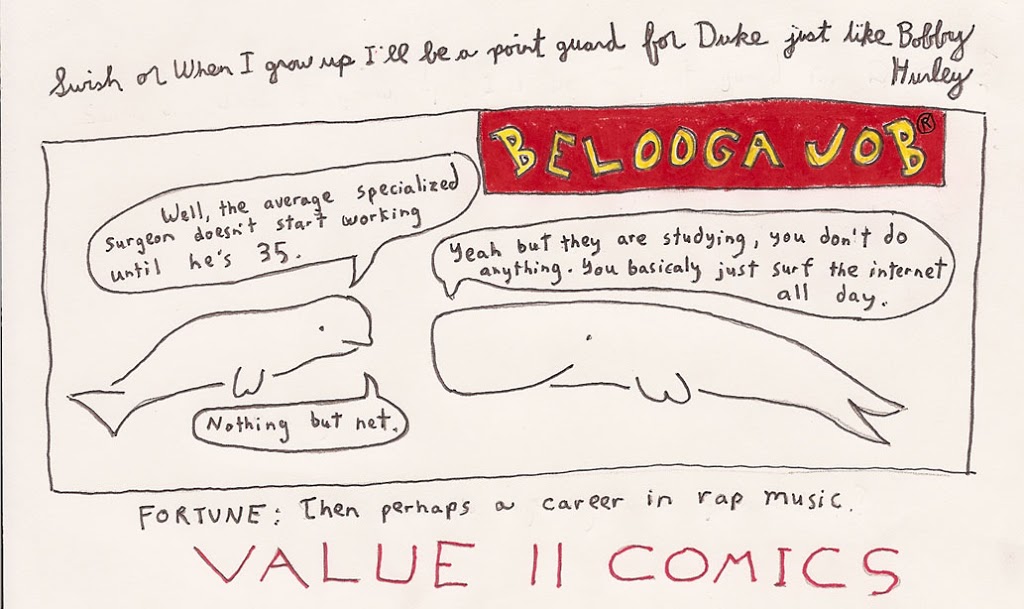 Swish or When I grow up I'll be a point guard for Duke just like Bobby
Hurley
BELOOGA JOB®
Well, the average specialized
surgeon doesn't start working
until he's 35.
Yeah but they are studying, you don't do
anything. You basicaly just surf the internet
all day.
Nothing but net.
FORTUNE: Then perhaps a career in rap music.
VALUE 11 COMICS